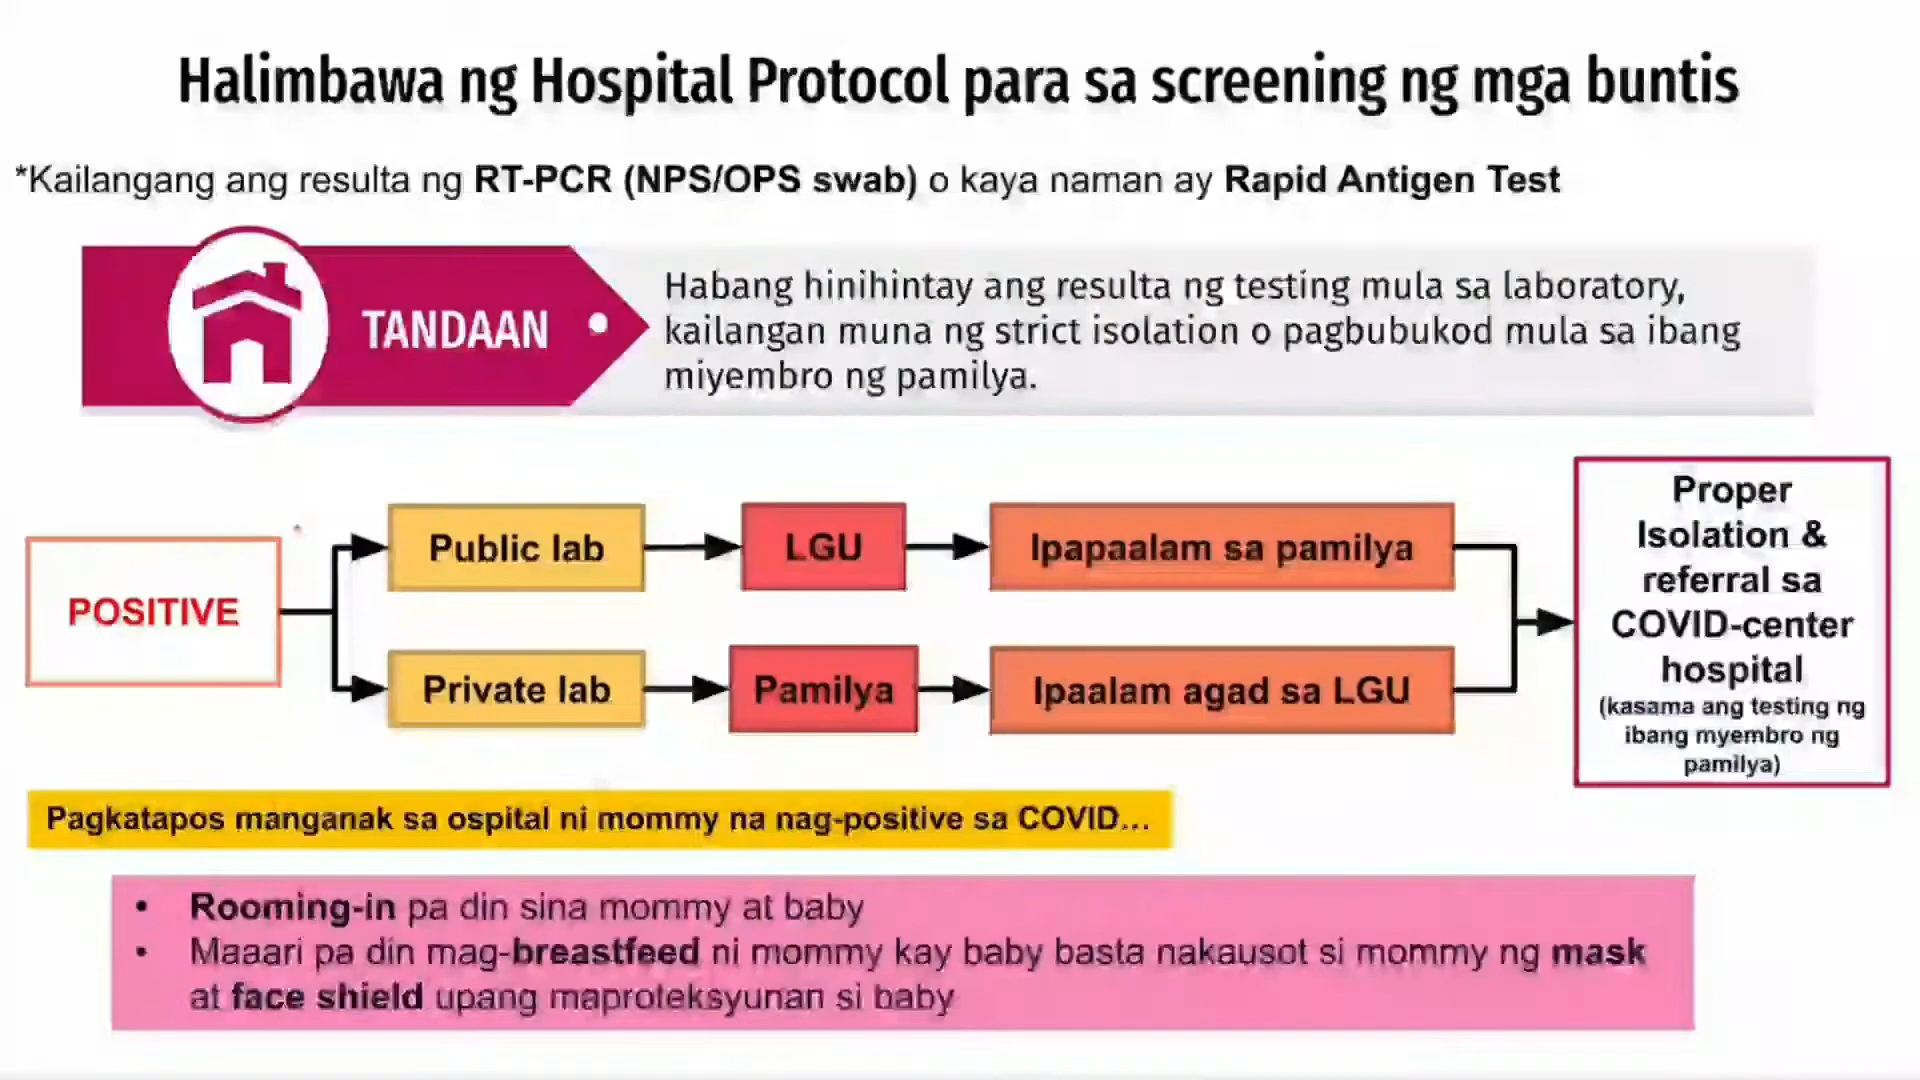 Halimbawa ng Hospital Protocol para sa screening ng mga buntis
*Kailangang ang resulta ng RT-PCR (NPS/OPS swab) o kaya naman ay Rapid Antigen Test
TANDAAN
Habang hinihintay ang resulta ng testing mula sa laboratory,
kailangan muna ng strict isolation o pagbubukod mula sa ibang
miyembro ng pamilya.
POSITIVE
Public lab
LGU
Ipapaalam sa pamilya
Private lab
Pamilya
Ipaalam agad sa LGU
Proper
Isolation &
referral sa
COVID-center
hospital
(kasama ang testing ng
ibang myembro ng
pamilya)
Pagkatapos manganak sa ospital ni mommy na nag-positive sa COVID...
• Rooming-in pa din sina mommy at baby
• Maaari pa din mag-breastfeed ni mommy kay baby basta nakausot si mommy ng mask
at face shield upang maproteksyunan si baby